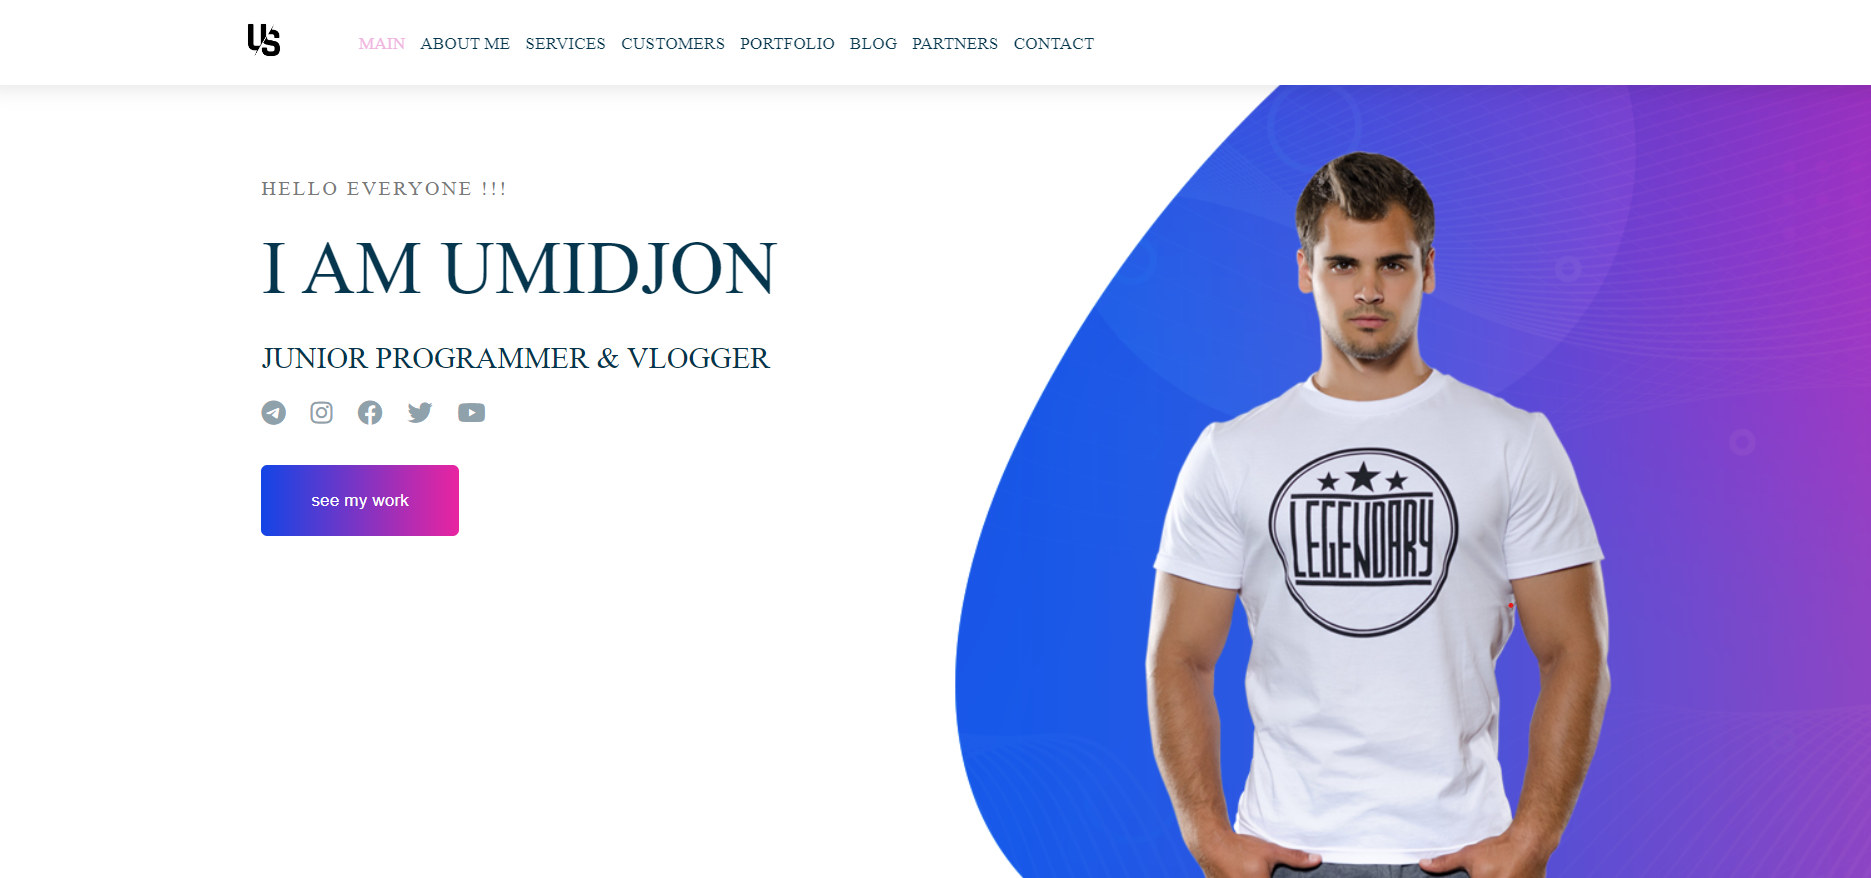 US
MAIN ABOUT ME SERVICES CUSTOMERS PORTFOLIO BLOG PARTNERS CONTACT
HELLO EVERYONE !!!
I AM UMIDJON
JUNIOR PROGRAMMER & VLOGGER
see my work
LEGENDARY